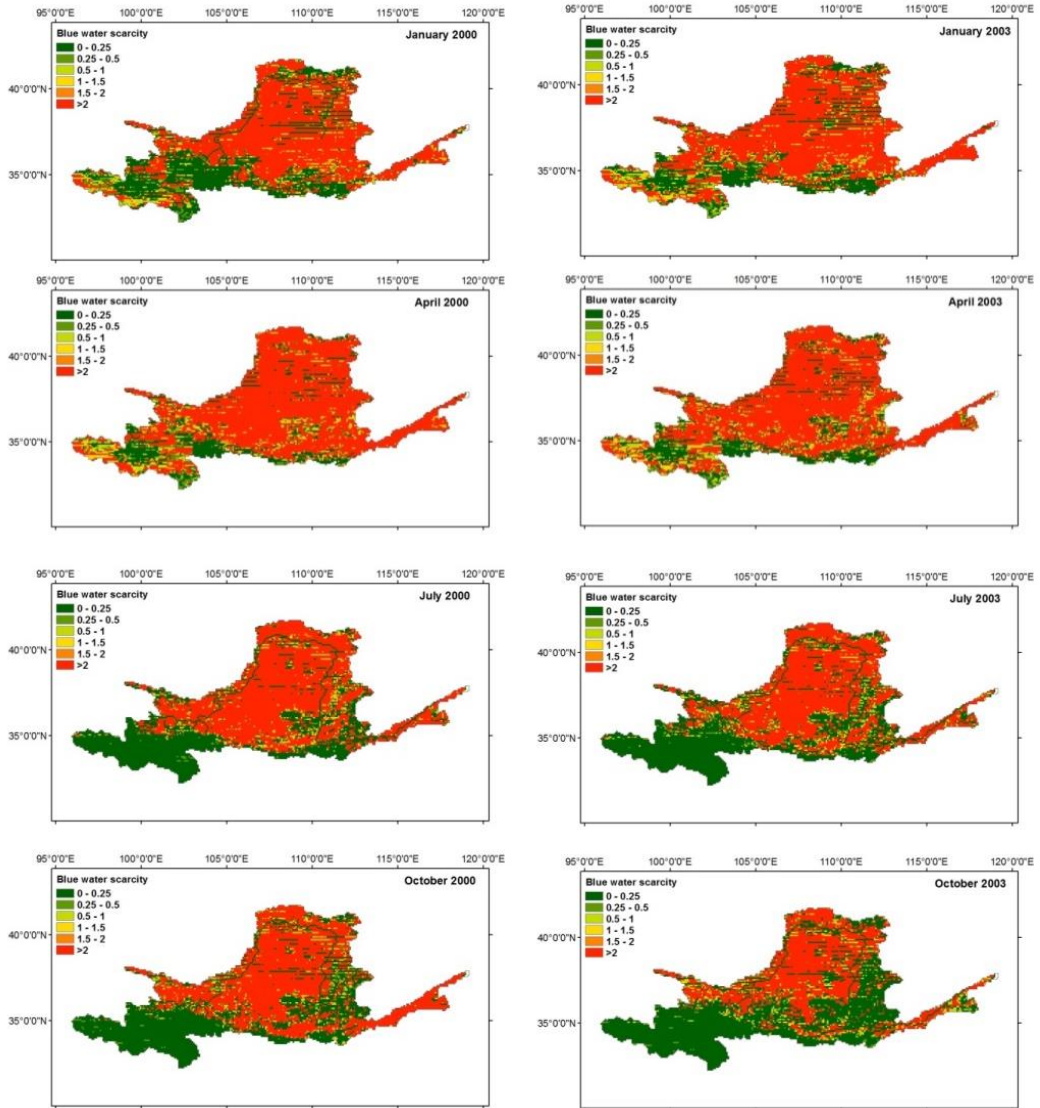 95°0'0"E 100°0'0"E 105°0'0"E 110°0'0"E 115°0'0"E 120°0'0"E
Blue water scarcity January 2000
0 - 0.25
0.25 - 0.5
0.5 - 1
1 - 1.5
1.5 - 2
>2
40°0'0"N
35°0'0"N
95°0'0"E 100°0'0"E 105°0'0"E 110°0'0"E 115°0'0"E 120°0'0"E
Blue water scarcity January 2003
0 - 0.25
0.25 - 0.5
0.5 - 1
1 - 1.5
1.5 - 2
>2
40°0'0"N
35°0'0"N
95°0'0"E 100°0'0"E 105°0'0"E 110°0'0"E 115°0'0"E 120°0'0"E
Blue water scarcity April 2000
0 - 0.25
0.25 - 0.5
0.5 - 1
1 - 1.5
1.5 - 2
>2
40°0'0"N
35°0'0"N
95°0'0"E 100°0'0"E 105°0'0"E 110°0'0"E 115°0'0"E 120°0'0"E
Blue water scarcity April 2003
0 - 0.25
0.25 - 0.5
0.5 - 1
1 - 1.5
1.5 - 2
>2
40°0'0"N
35°0'0"N
95°0'0"E 100°0'0"E 105°0'0"E 110°0'0"E 115°0'0"E 120°0'0"E
Blue water scarcity July 2000
0 - 0.25
0.25 - 0.5
0.5 - 1
1 - 1.5
1.5 - 2
>2
40°0'0"N
35°0'0"N
95°0'0"E 100°0'0"E 105°0'0"E 110°0'0"E 115°0'0"E 120°0'0"E
Blue water scarcity July 2003
0 - 0.25
0.25 - 0.5
0.5 - 1
1 - 1.5
1.5 - 2
>2
40°0'0"N
35°0'0"N
95°0'0"E 100°0'0"E 105°0'0"E 110°0'0"E 115°0'0"E 120°0'0"E
Blue water scarcity October 2000
0 - 0.25
0.25 - 0.5
0.5 - 1
1 - 1.5
1.5 - 2
>2
40°0'0"N
35°0'0"N
95°0'0"E 100°0'0"E 105°0'0"E 110°0'0"E 115°0'0"E 120°0'0"E
Blue water scarcity October 2003
0 - 0.25
0.25 - 0.5
0.5 - 1
1 - 1.5
1.5 - 2
>2
40°0'0"N
35°0'0"N